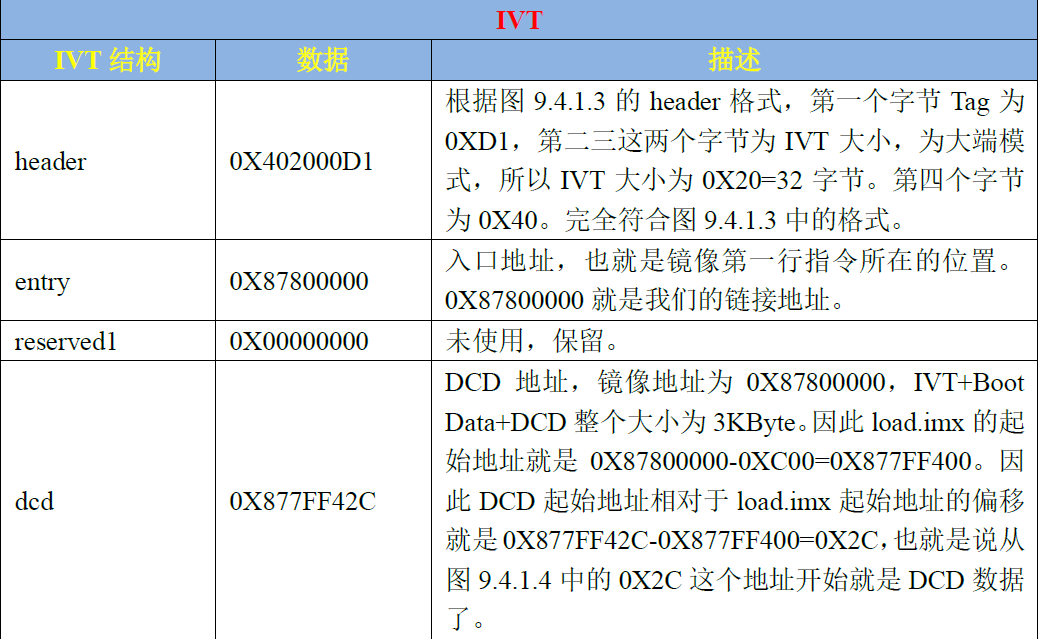 IVT
IVT 结构 数据 描述
根据图 9.4.1.3 的 header 格式，第一个字节 Tag 为
0XD1，第二三这两个字节为 IVT 大小，为大端模
header 0X402000D1
式，所以 IVT 大小为 0X20=32 字节。第四个字节
为 0X40。完全符合图 9.4.1.3 中的格式。
入口地址，也就是镜像第一行指令所在的位置。
entry 0X87800000
0X87800000 就是我们的链接地址。
reserved1 0X00000000 未使用，保留。
DCD 地址，镜像地址为 0X87800000，IVT+Boot
Data+DCD 整个大小为 3KByte。因此 load.imx 的起
始地址就是 0X87800000-0XC00=0X877FF400。因
dcd 0X877FF42C 此 DCD 起始地址相对于 load.imx 起始地址的偏移
就是 0X877FF42C-0X877FF400=0X2C，也就是说从
图 9.4.1.4 中的 0X2C 这个地址开始就是 DCD 数据
了。